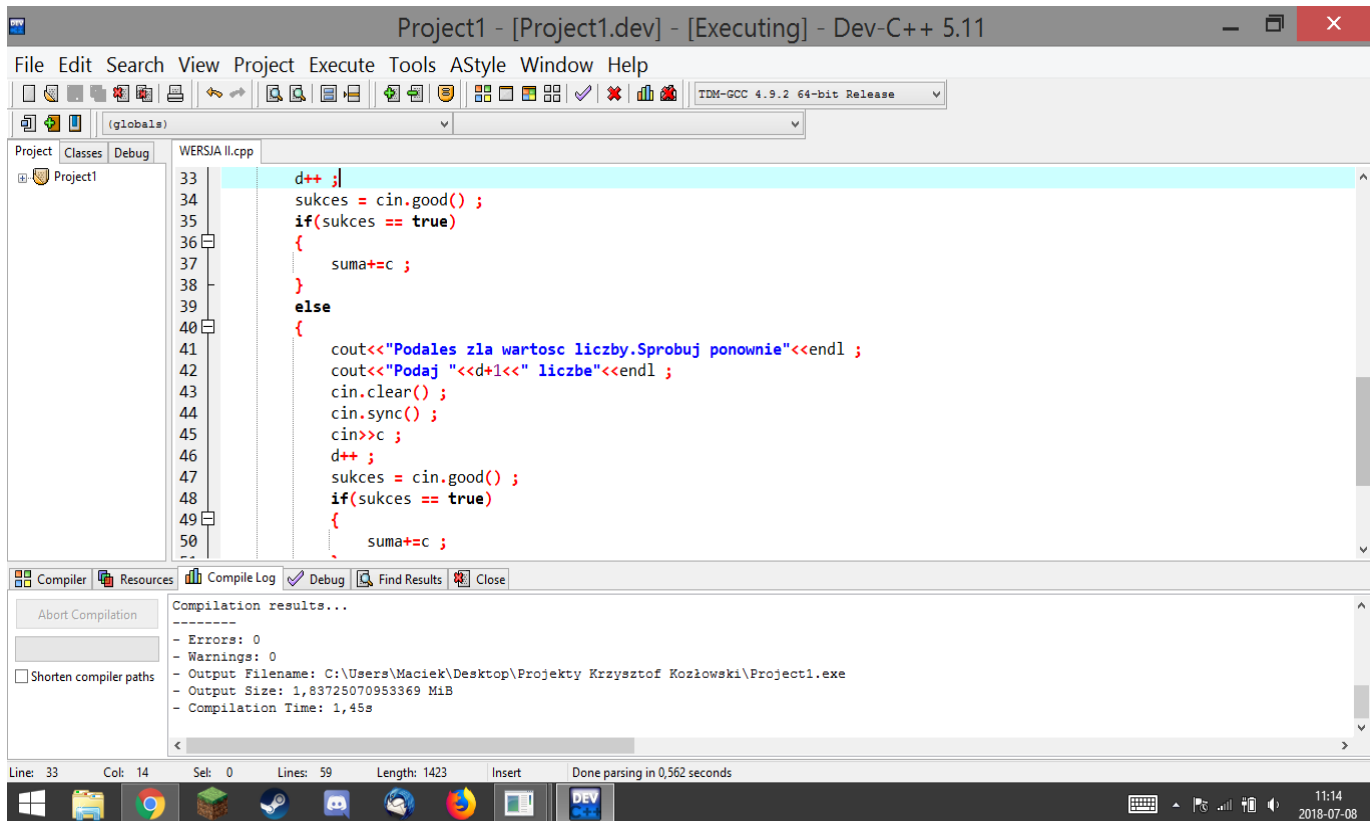 Project1 - [Project1.dev] - [Executing] - Dev-C++ 5.11
File Edit Search View Project Execute Tools AStyle Window Help
TDM-GCC 4.9.2 64-bit Release
(globals)
Project Classes Debug
WERSJA II.cpp
Project1
33 d++ ;
34 sukces = cin.good() ;
35 if(sukces == true)
36 {
37 suma+=c ;
38 }
39 else
40 {
41 cout<<"Podales zla wartosc liczby.Sprobuj ponownie"<<endl ;
42 cout<<"Podaj "<<d+1<<" liczbe"<<endl ;
43 cin.clear() ;
44 cin.sync() ;
45 cin>>c ;
46 d++ ;
47 sukces = cin.good() ;
48 if(sukces == true)
49 {
50 suma+=c ;
Compiler Resources Compile Log Debug Find Results Close
Abort Compilation
Shorten compiler paths
Compilation results...
--------
- Errors: 0
- Warnings: 0
- Output Filename: C:\Users\Maciek\Desktop\Projekty Krzysztof Kozłowski\Project1.exe
- Output Size: 1,83725070953369 MiB
- Compilation Time: 1,45s
Line: 33 Col: 14 Sel: 0 Lines: 59 Length: 1423 Insert Done parsing in 0,562 seconds
DEV
11:14
2018-07-08